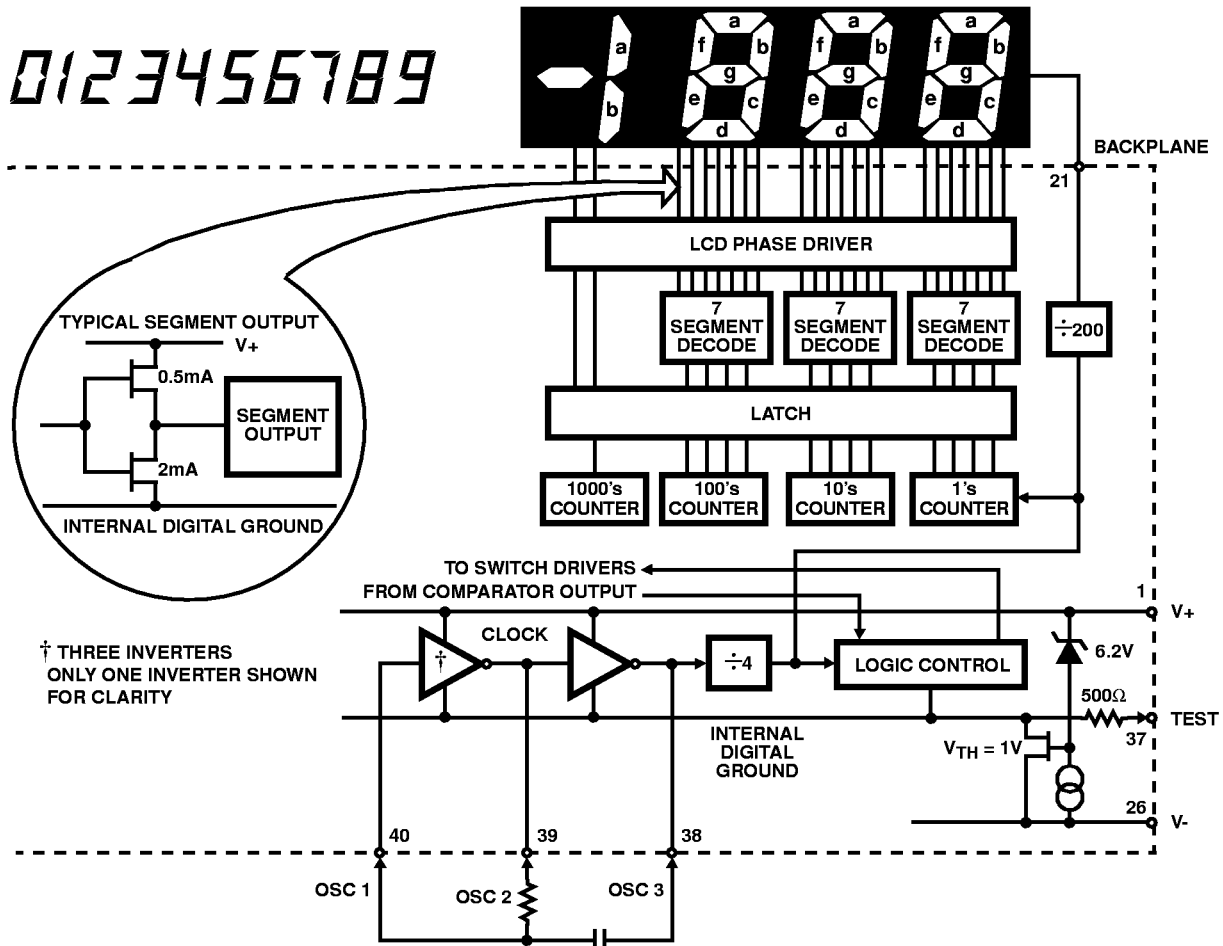 0123456789
a a a a
f b f b f b
g g g
b e c e c e c
d d d
BACKPLANE
21
LCD PHASE DRIVER
TYPICAL SEGMENT OUTPUT
V+
0.5mA
SEGMENT
OUTPUT
2mA
INTERNAL DIGITAL GROUND
7
SEGMENT
DECODE
7
SEGMENT
DECODE
7
SEGMENT
DECODE
÷200
LATCH
1000's
COUNTER
100's
COUNTER
10's
COUNTER
1's
COUNTER
TO SWITCH DRIVERS
FROM COMPARATOR OUTPUT
1
V+
† THREE INVERTERS
ONLY ONE INVERTER SHOWN
FOR CLARITY
†
CLOCK
÷4
LOGIC CONTROL
6.2V
500Ω
TEST
37
INTERNAL
DIGITAL
GROUND
VTH = 1V
26
V-
40
39
38
OSC 1
OSC 2
OSC 3